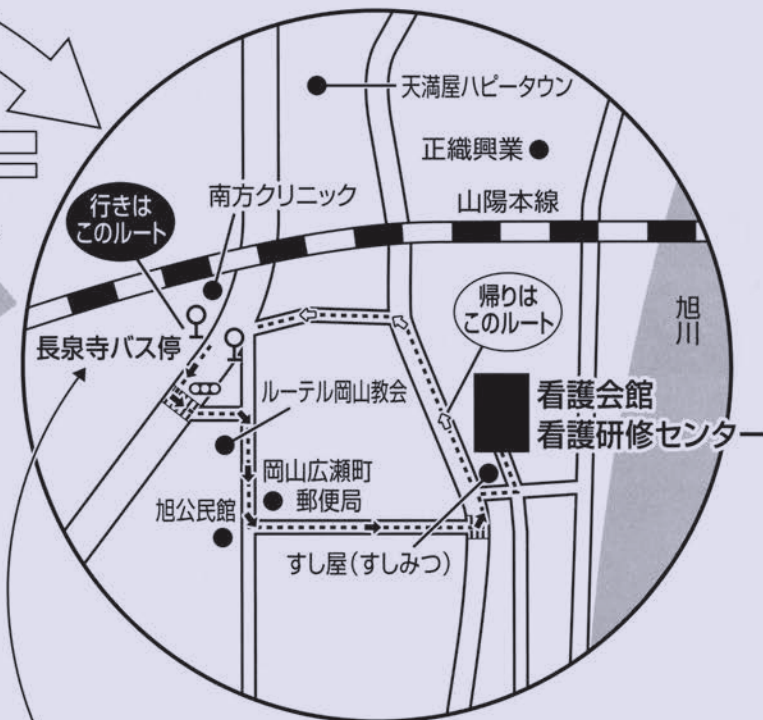 天満屋ハピータウン
正織興業
南方クリニック
山陽本線
行きは
このルート
帰りは
このルート
旭川
長泉寺バス停
ルーテル岡山教会
看護会館
看護研修センター
岡山広瀬町
郵便局
旭公民館
すし屋(すしみつ)